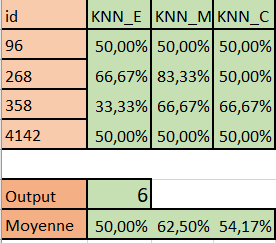 id KNN_E KNN_M KNN_C
96 50,00% 50,00% 50,00%
268 66,67% 83,33% 50,00%
358 33,33% 66,67% 66,67%
4142 50,00% 50,00% 50,00%
Output 6
Moyenne 50,00% 62,50% 54,17%